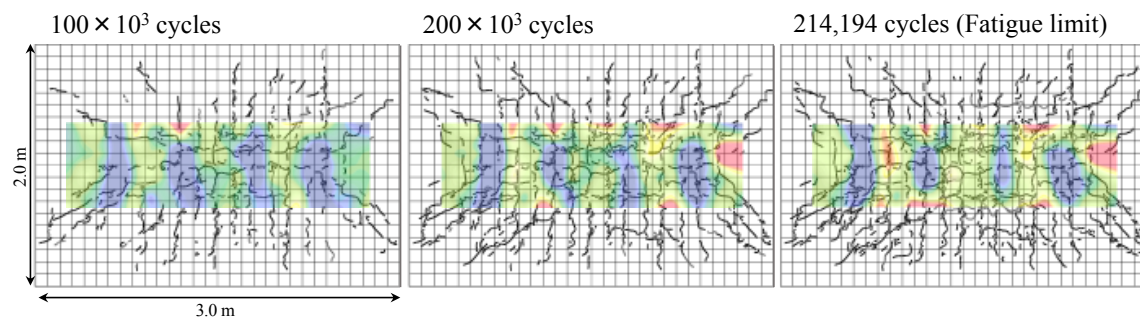 100 × 10³ cycles
200 × 10³ cycles
214,194 cycles (Fatigue limit)
2.0 m
3.0 m